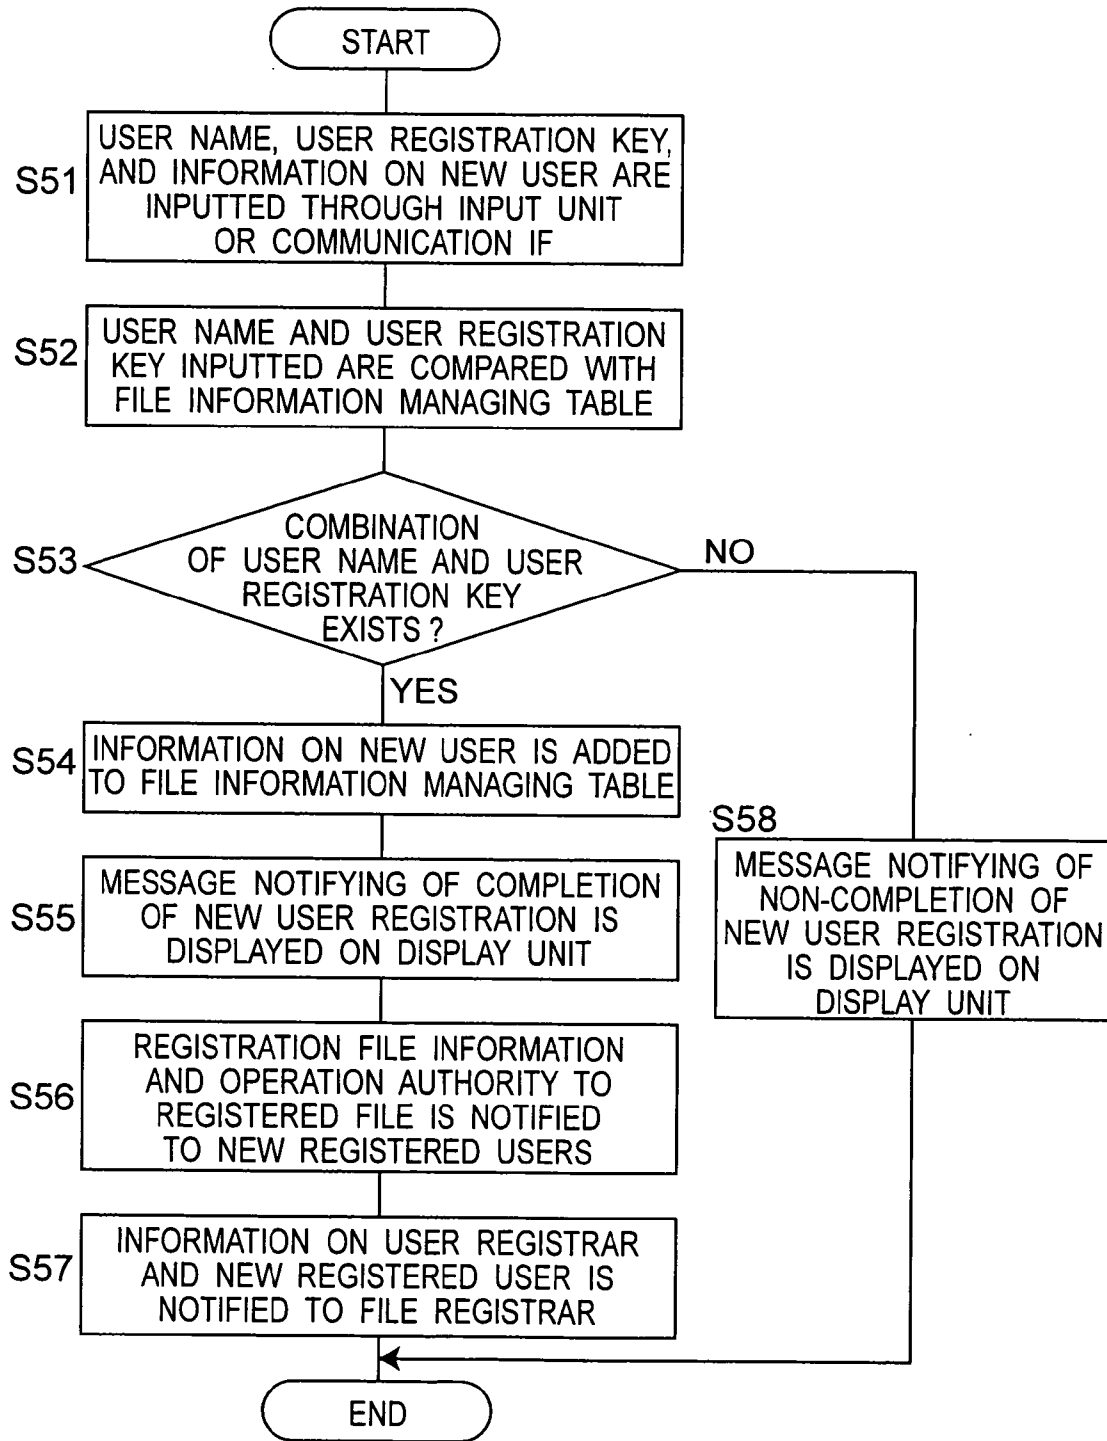 START
S51
USER NAME, USER REGISTRATION KEY,
AND INFORMATION ON NEW USER ARE
INPUTTED THROUGH INPUT UNIT
OR COMMUNICATION IF
S52
USER NAME AND USER REGISTRATION
KEY INPUTTED ARE COMPARED WITH
FILE INFORMATION MANAGING TABLE
S53
COMBINATION
OF USER NAME AND USER
REGISTRATION KEY
EXISTS ?
NO
YES
S54
INFORMATION ON NEW USER IS ADDED
TO FILE INFORMATION MANAGING TABLE
S55
MESSAGE NOTIFYING OF COMPLETION
OF NEW USER REGISTRATION IS
DISPLAYED ON DISPLAY UNIT
S58
MESSAGE NOTIFYING OF
NON-COMPLETION OF
NEW USER REGISTRATION
IS DISPLAYED ON
DISPLAY UNIT
S56
REGISTRATION FILE INFORMATION
AND OPERATION AUTHORITY TO
REGISTERED FILE IS NOTIFIED
TO NEW REGISTERED USERS
S57
INFORMATION ON USER REGISTRAR
AND NEW REGISTERED USER IS
NOTIFIED TO FILE REGISTRAR
END